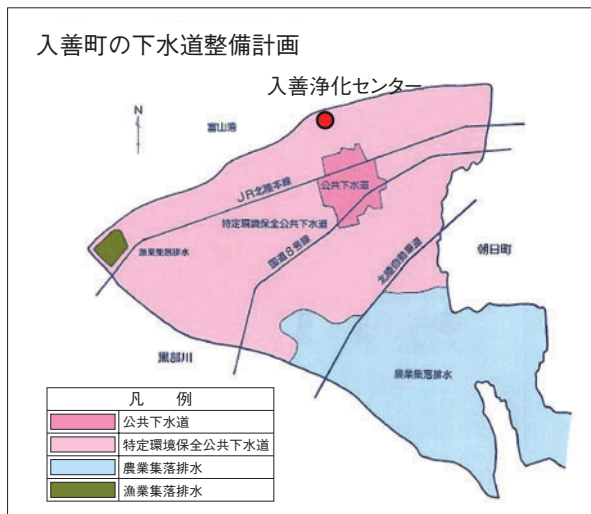 入善町の下水道整備計画
入善浄化センター
N
富山湾
JR北陸本線
公共下水道
特定環境保全公共下水道
国道8号線
北陸自動車道
朝日町
漁業集落排水
黒部川
農業集落排水
凡 例
公共下水道
特定環境保全公共下水道
農業集落排水
漁業集落排水